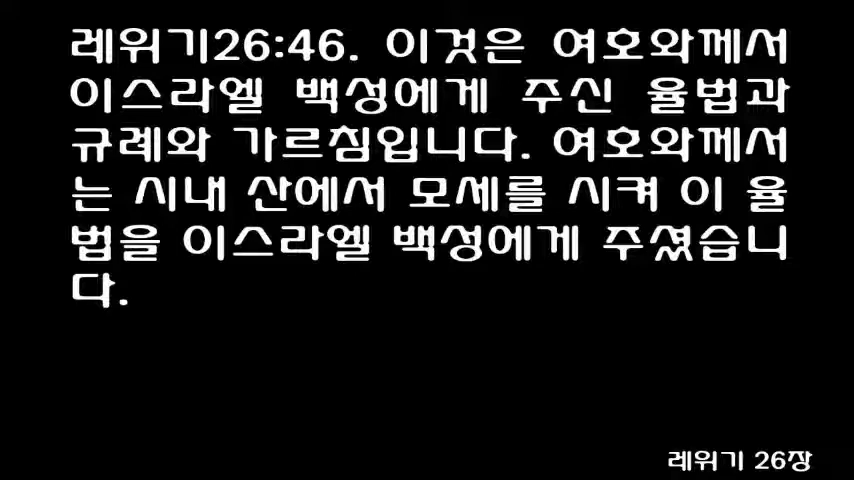 레위기26:46. 이것은 여호와께서
이스라엘 백성에게 주신 율법과
규례와 가르침입니다. 여호와께서
는 시내 산에서 모세를 시켜 이 율
법을 이스라엘 백성에게 주셨습니
다.
레위기 26장